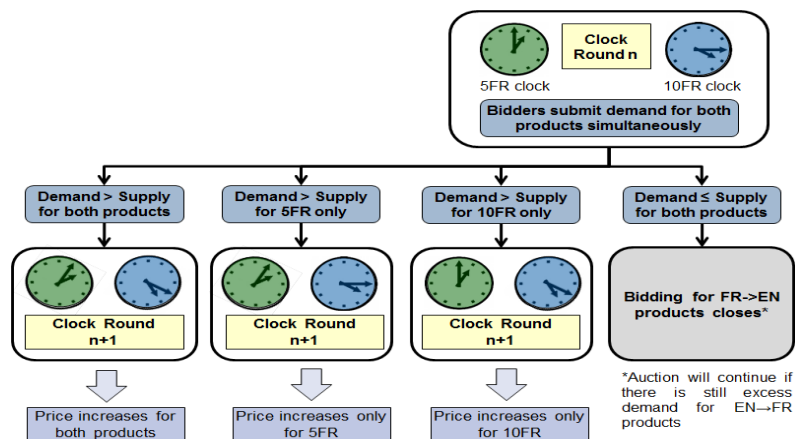 Clock
Round n
5FR clock
10FR clock
Bidders submit demand for both
products simultaneously
Demand > Supply
for both products
Demand > Supply
for 5FR only
Demand > Supply
for 10FR only
Demand ≤ Supply
for both products
Clock Round
n+1
Clock Round
n+1
Clock Round
n+1
Bidding for FR->EN
products closes*
Price increases for
both products
Price increases only
for 5FR
Price increases only
for 10FR
*Auction will continue if
there is still excess
demand for EN→FR
products